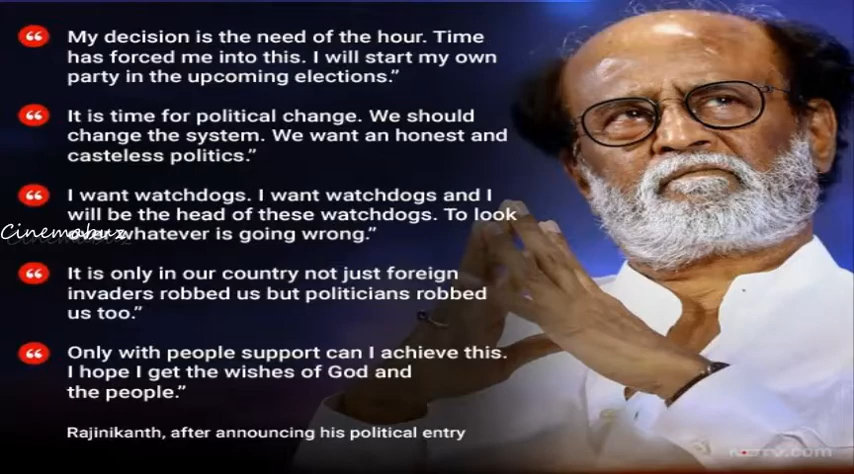 “ My decision is the need of the hour. Time
has forced me into this. I will start my own
party in the upcoming elections.”
“ It is time for political change. We should
change the system. We want an honest and
casteless politics.”
“ I want watchdogs. I want watchdogs and I
will be the head of these watchdogs. To look
Cinemabuz
over whatever is going wrong.”
“ It is only in our country not just foreign
invaders robbed us but politicians robbed
us too.”
“ Only with people support can I achieve this.
I hope I get the wishes of God and
the people.”
Rajinikanth, after announcing his political entry
NDTV.com